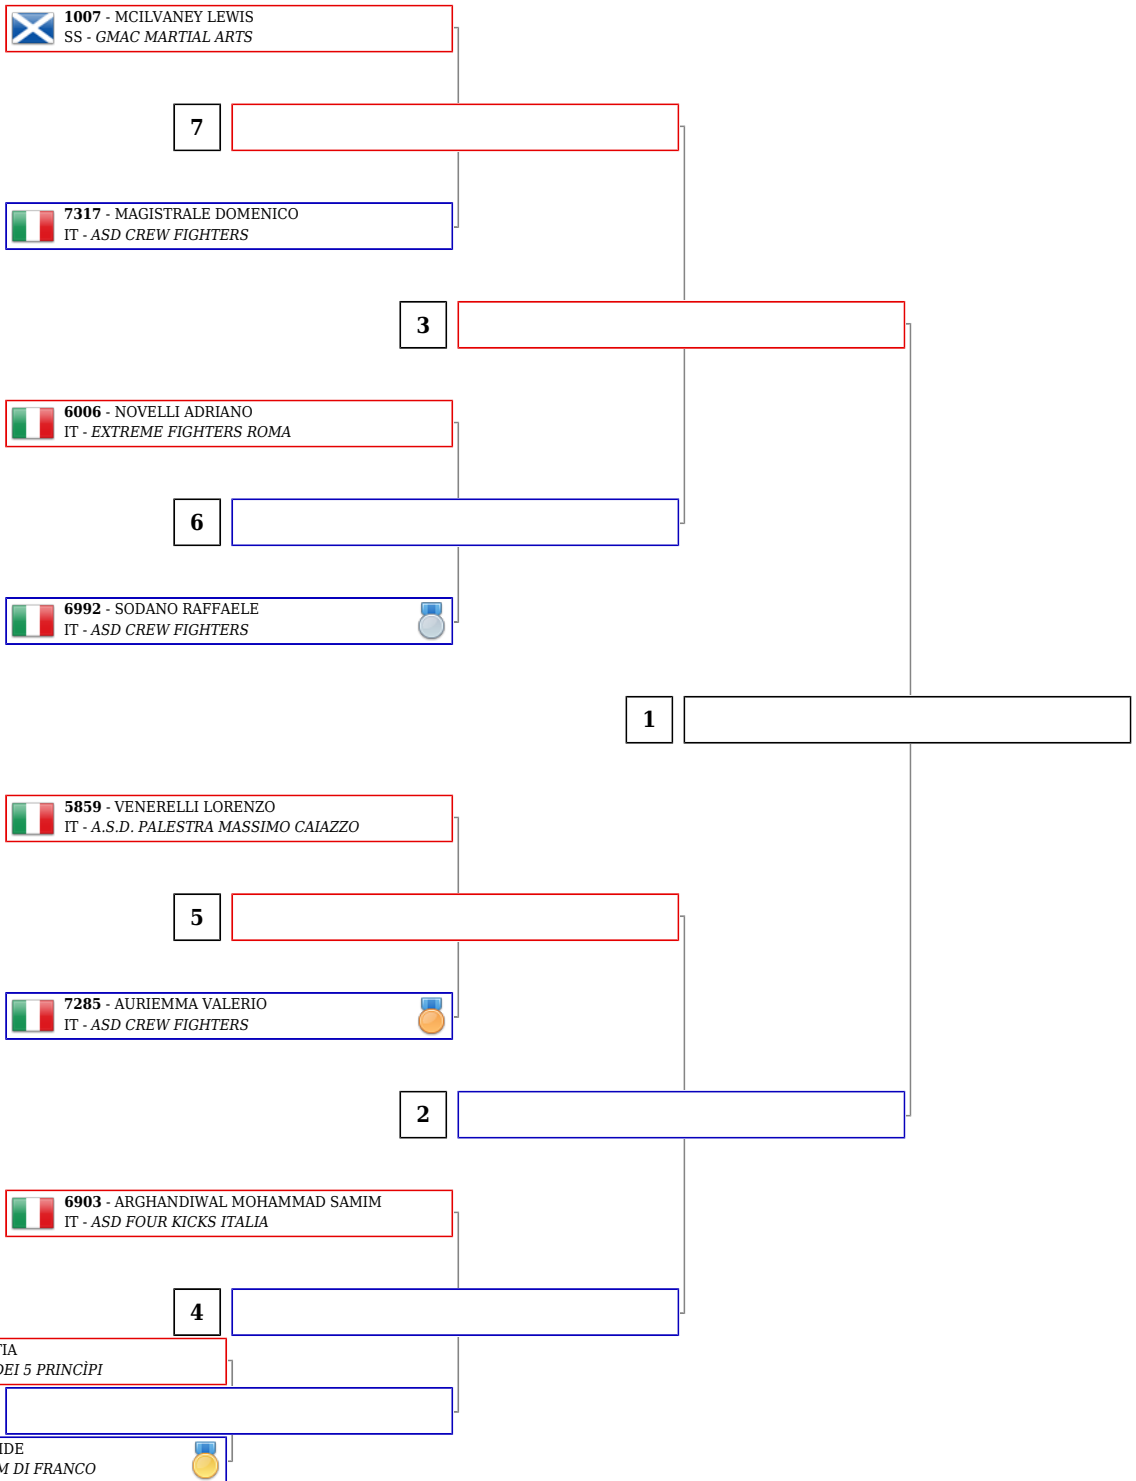 1007 - MCILVANEY LEWIS
SS - GMAC MARTIAL ARTS
7
7317 - MAGISTRALE DOMENICO
IT - ASD CREW FIGHTERS
3
6006 - NOVELLI ADRIANO
IT - EXTREME FIGHTERS ROMA
6
6992 - SODANO RAFFAELE
IT - ASD CREW FIGHTERS
1
5859 - VENERELLI LORENZO
IT - A.S.D. PALESTRA MASSIMO CAIAZZO
5
7285 - AURIEMMA VALERIO
IT - ASD CREW FIGHTERS
2
6903 - ARGHANDIWAL MOHAMMAD SAMIM
IT - ASD FOUR KICKS ITALIA
4
TIA
DEI 5 PRINCÌPI
IDE
M DI FRANCO